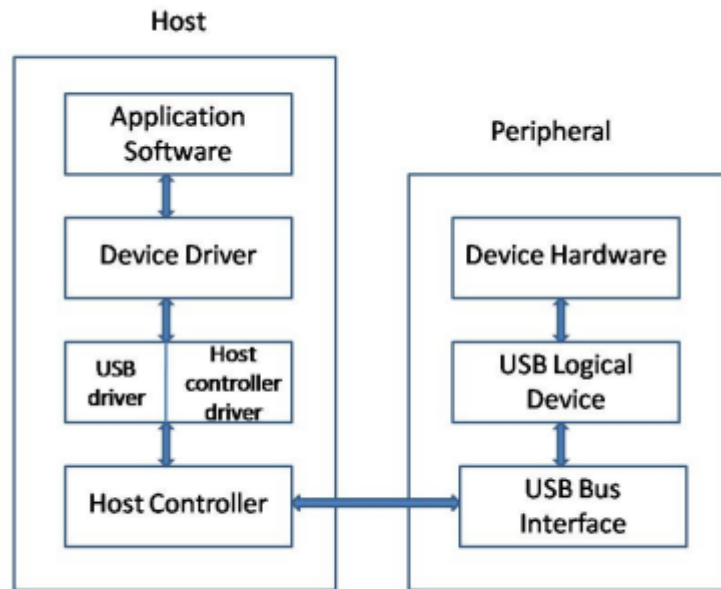 Host
Application
Software
Device Driver
USB
driver
Host
controller
driver
Host Controller
Peripheral
Device Hardware
USB Logical
Device
USB Bus
Interface